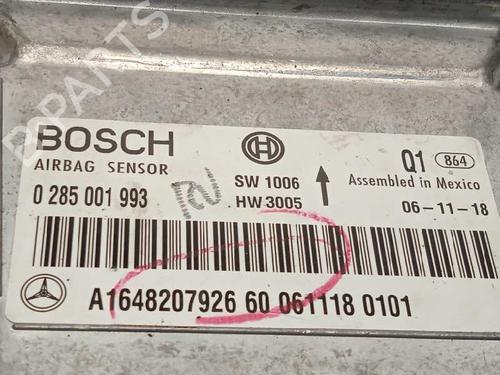 B-PARTS
BOSCH
AIRBAG SENSOR
0 285 001 993
SW 1006
HW 3005
Q1 864
Assembled in Mexico
06-11-18
A1648207926 60 061118 0101